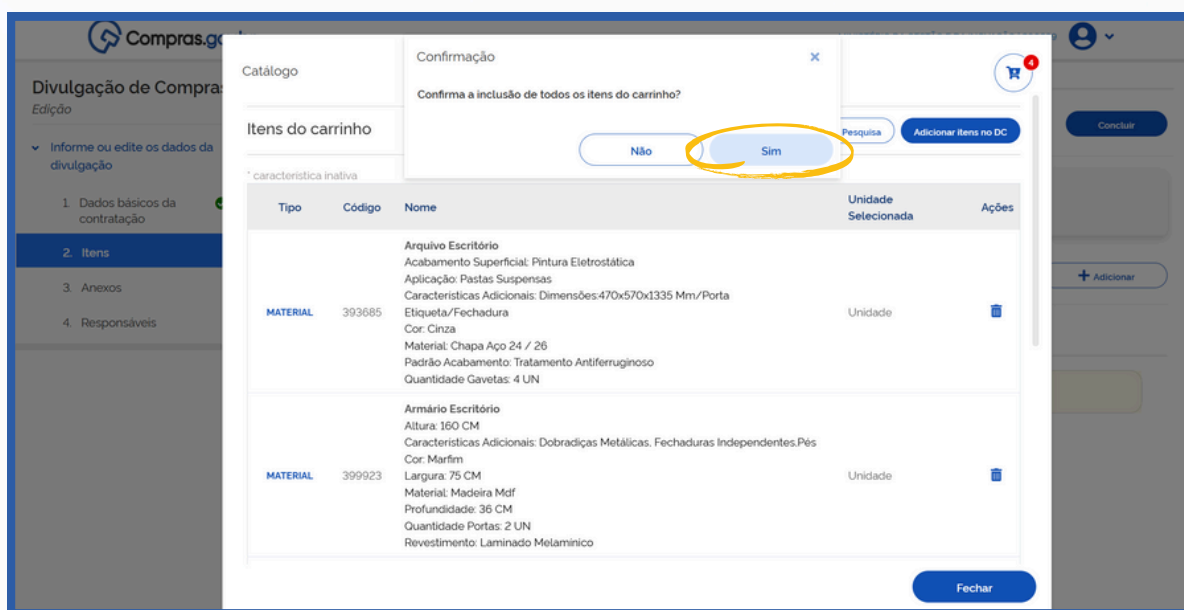 Compras.go
Divulgação de Compra
Edição
Informe ou edite os dados da
divulgação
1. Dados básicos da
contratação
2. Itens
3. Anexos
4. Responsáveis
Catálogo
Confirmação
×
Confirma a inclusão de todos os itens do carrinho?
Não
Sim
4
Itens do carrinho
Pesquisa
Adicionar itens no DC
Concluir
* característica inativa
Tipo
Código
Nome
Unidade
Selecionada
Ações
Arquivo Escritório
Acabamento Superficial: Pintura Eletrostática
Aplicação: Pastas Suspensas
Características Adicionais: Dimensões:470x570x1335 Mm/Porta
MATERIAL 393685 Etiqueta/Fechadura Unidade
Cor: Cinza
Material: Chapa Aço 24 / 26
Padrão Acabamento: Tratamento Antiferruginoso
Quantidade Gavetas: 4 UN
+ Adicionar
Armário Escritório
Altura: 160 CM
Características Adicionais: Dobradiças Metálicas, Fechaduras Independentes,Pés
Cor: Marfim
MATERIAL 399923 Largura: 75 CM Unidade
Material: Madeira Mdf
Profundidade: 36 CM
Quantidade Portas: 2 UN
Revestimento: Laminado Melamínico
Fechar